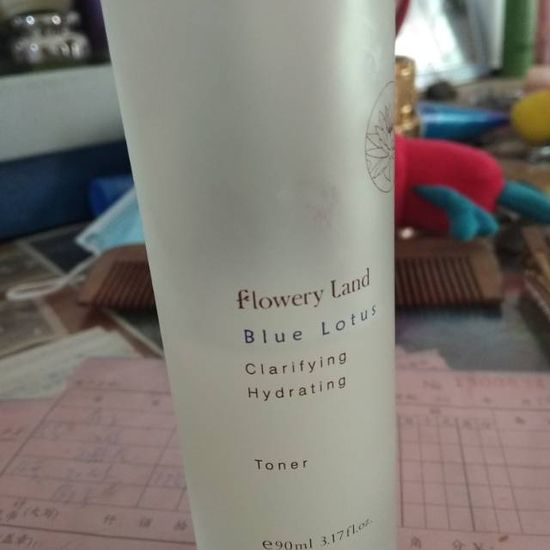 Flowery Land
Blue Lotus
Clarifying
Hydrating
Toner
e90ml 3.17fl.oz.